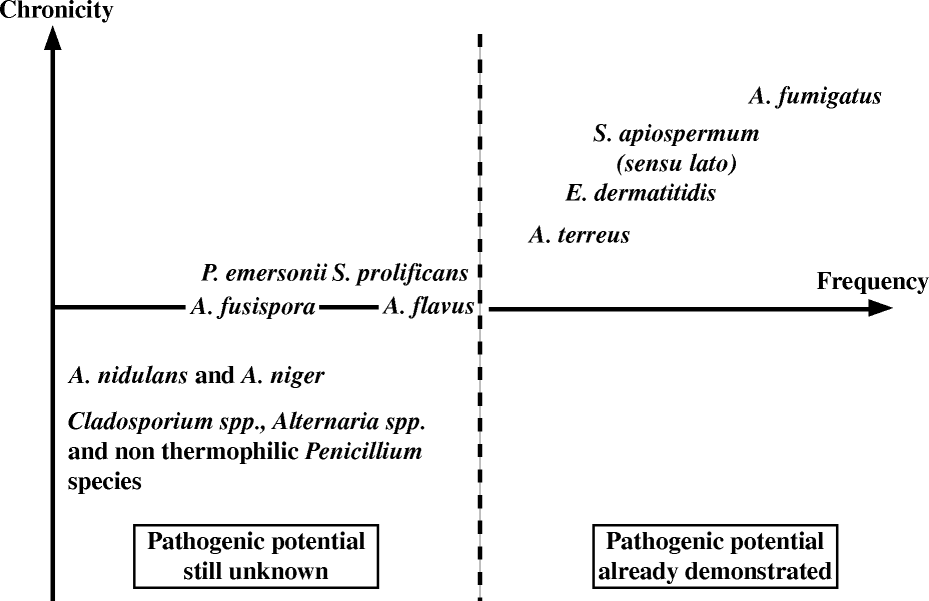 Chronicity
A. fumigatus
S. apiospermum
(sensu lato)
E. dermatitidis
A. terreus
P. emersonii S. prolificans
Frequency
A. fusispora
A. flavus
A. nidulans and A. niger
Cladosporium spp., Alternaria spp.
and non thermophilic Penicillium
species
Pathogenic potential
still unknown
Pathogenic potential
already demonstrated